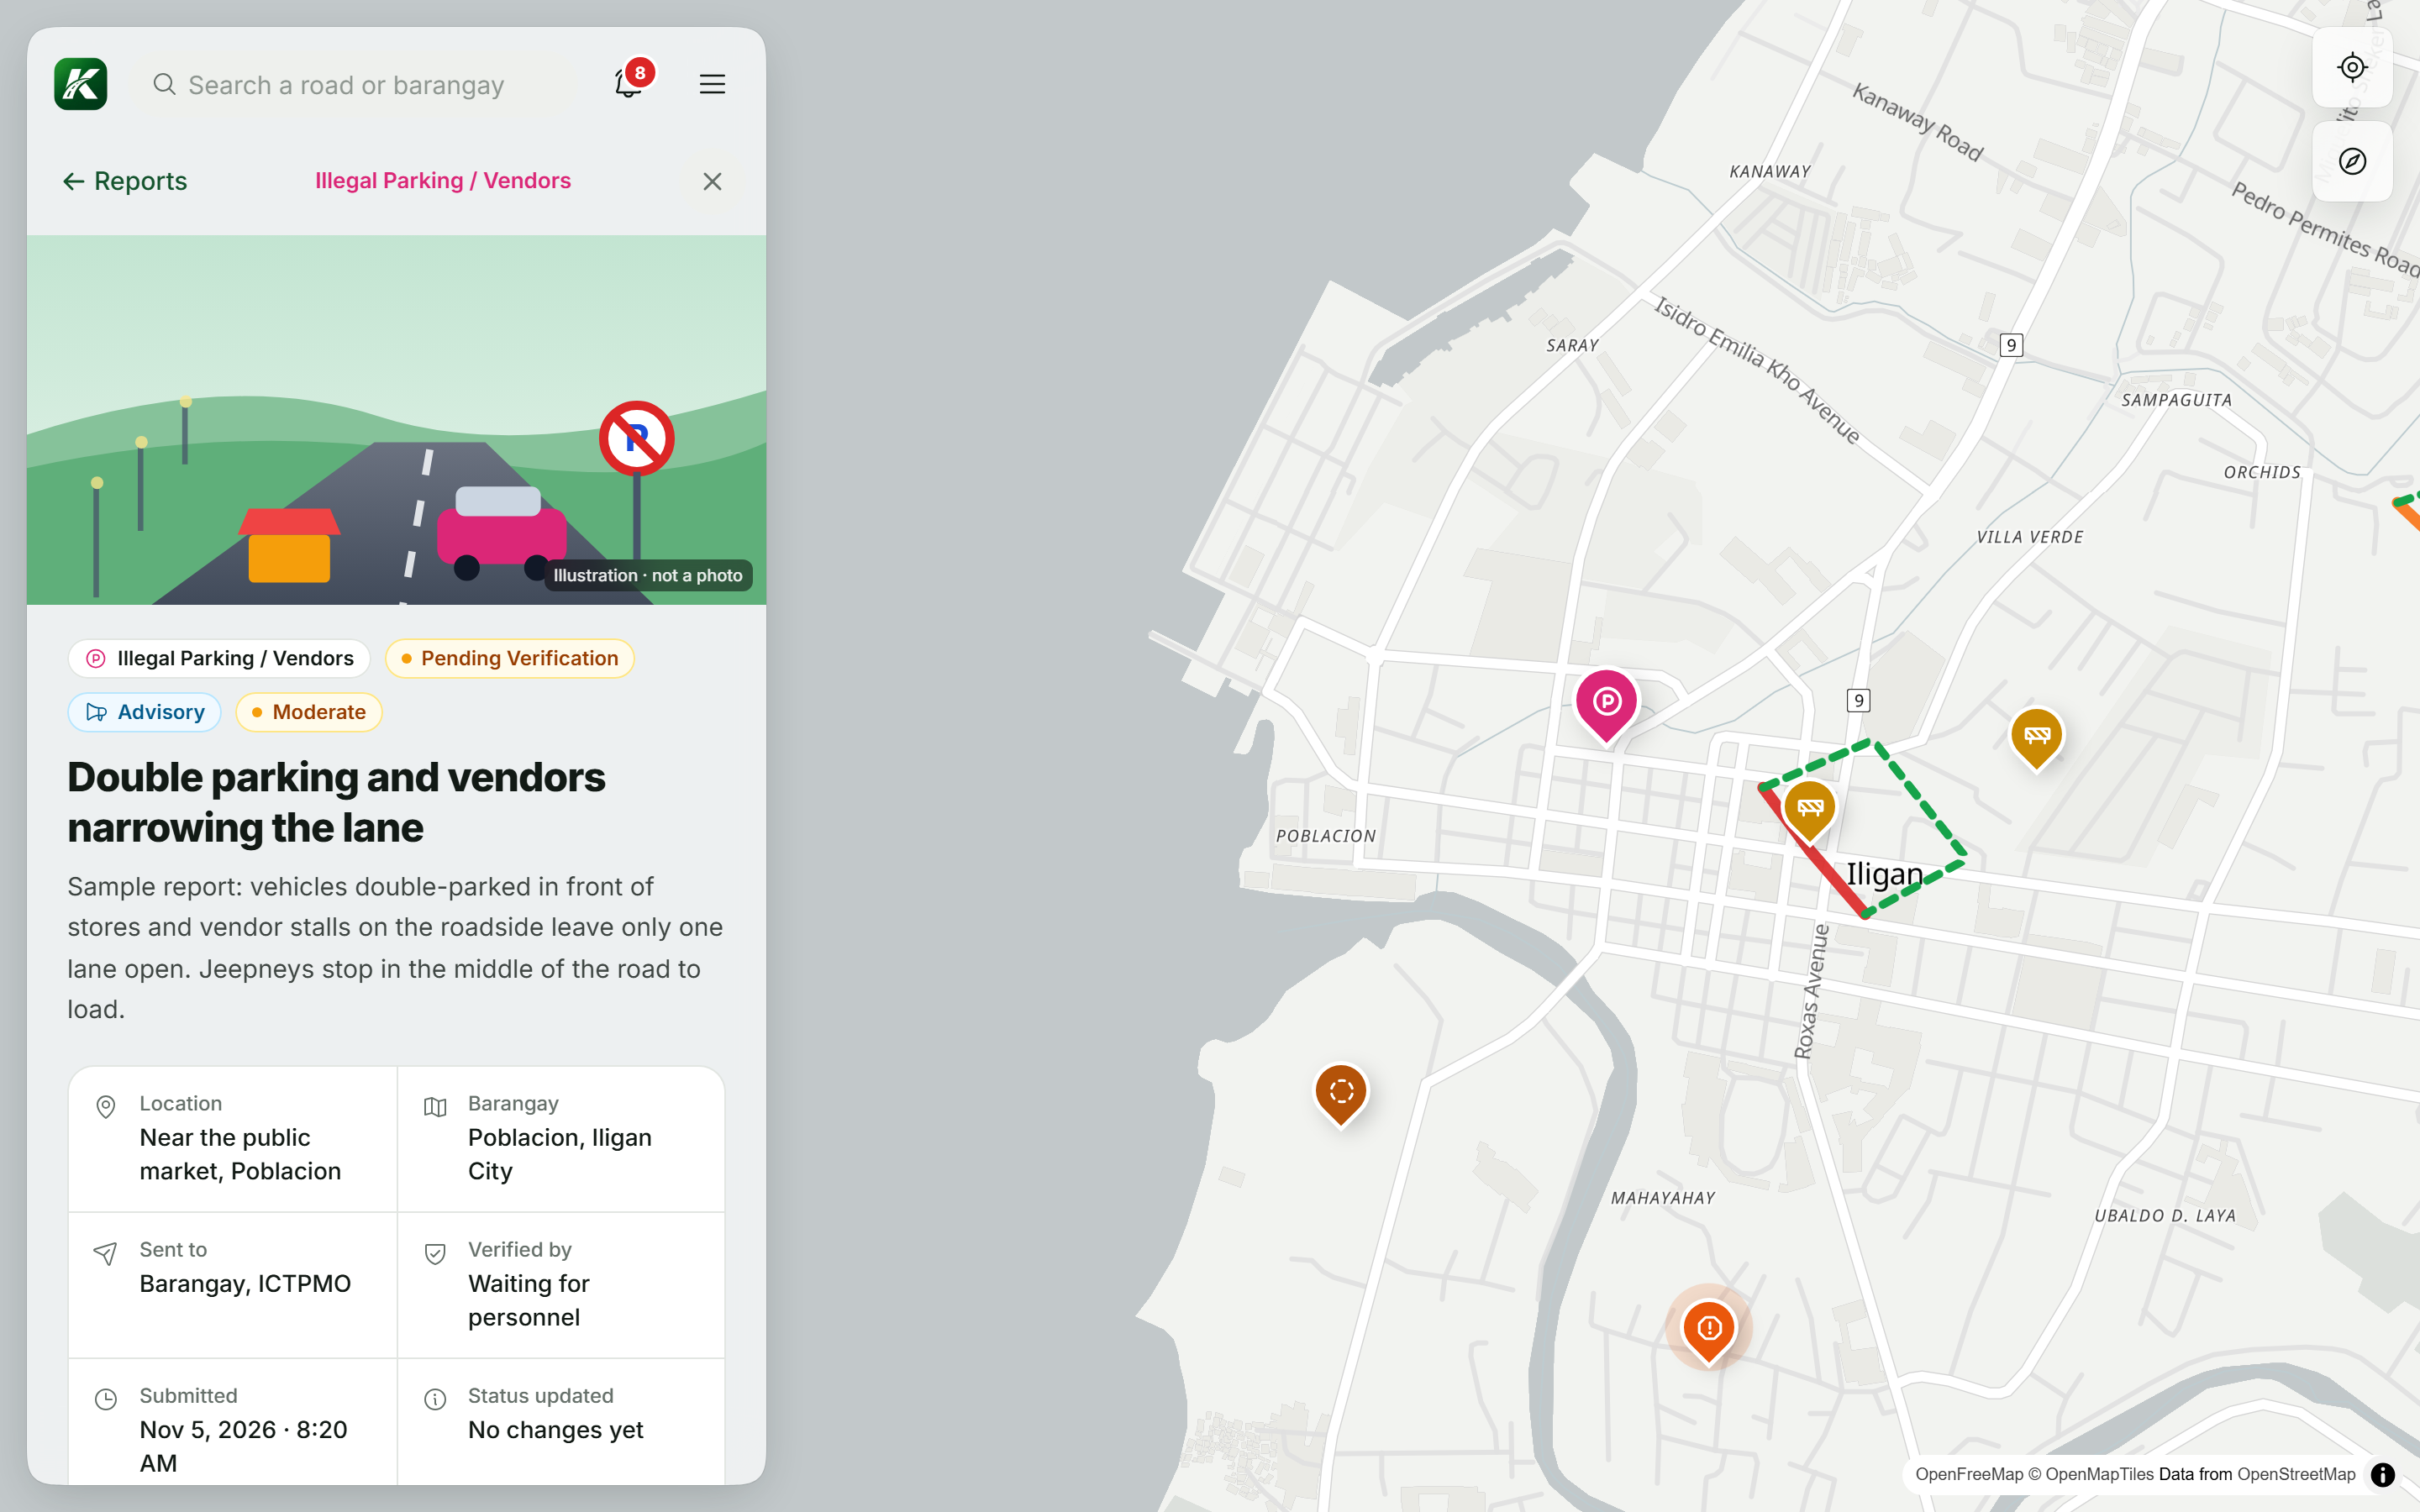 K
Search a road or barangay
8
Reports
Illegal Parking / Vendors
P
Illustration · not a photo
Illegal Parking / Vendors
Pending Verification
Advisory
Moderate
Double parking and vendors
narrowing the lane
Sample report: vehicles double-parked in front of
stores and vendor stalls on the roadside leave only one
lane open. Jeepneys stop in the middle of the road to
load.
Location
Near the public
market, Poblacion
Barangay
Poblacion, Iligan
City
Sent to
Barangay, ICTPMO
Verified by
Waiting for
personnel
Submitted
Nov 5, 2026 · 8:20
AM
Status updated
No changes yet
Kanaway Road
KANAWAY
Pedro Permites Road
Isidro Emilia Kho Avenue
SARAY
9
SAMPAGUITA
ORCHIDS
VILLA VERDE
P
9
POBLACION
Iligan
Roxas Avenue
MAHAYAHAY
UBALDO D. LAYA
OpenFreeMap © OpenMapTiles Data from OpenStreetMap